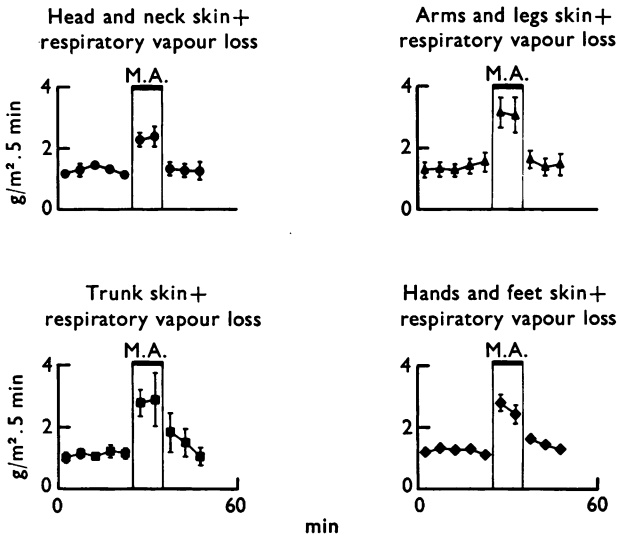 Head and neck skin+
respiratory vapour loss
M.A.
4
2
0
g/m². 5 min
Arms and legs skin+
respiratory vapour loss
M.A.
4
2
0
Trunk skin+
respiratory vapour loss
M.A.
4
2
0
g/m². 5 min
0
60
Hands and feet skin+
respiratory vapour loss
M.A.
4
2
0
0
60
min